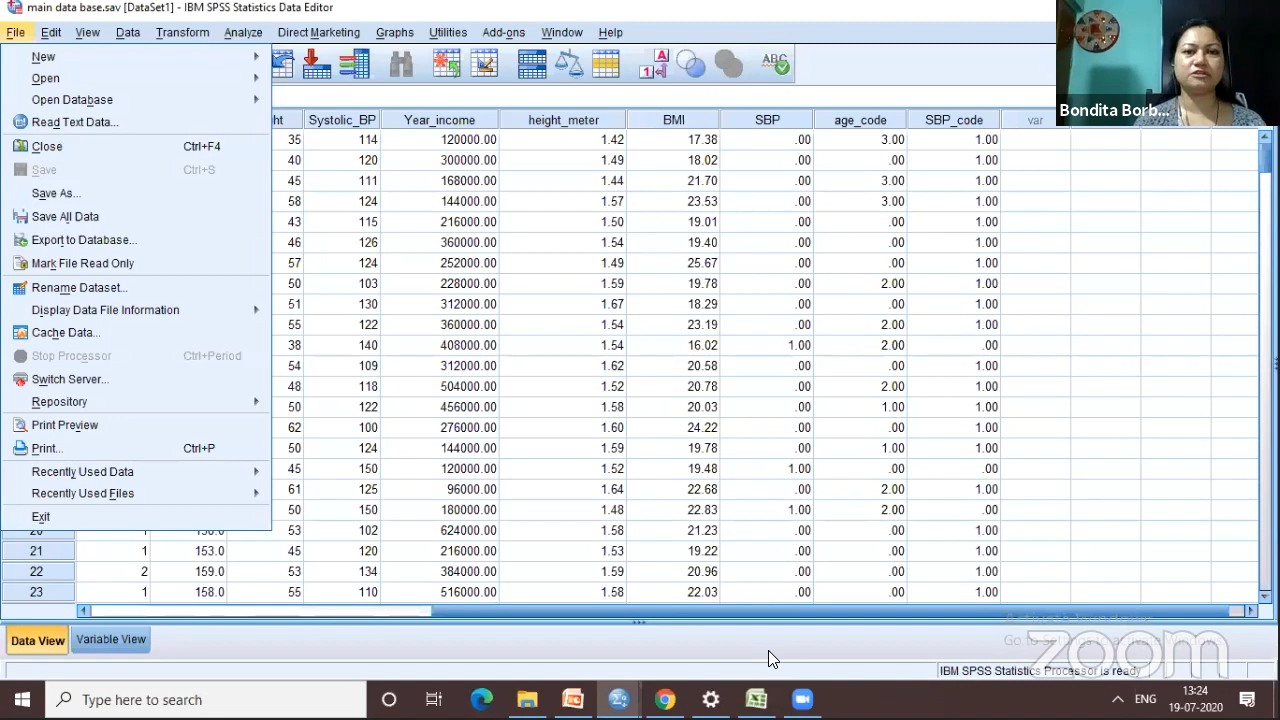 main data base.sav [DataSet1] - IBM SPSS Statistics Data Editor
File Edit View Data Transform Analyze Direct Marketing Graphs Utilities Add-ons Window Help
New
Open
Open Database
Read Text Data...
Close Ctrl+F4
Save Ctrl+S
Save As...
Save All Data
Export to Database...
Mark File Read Only
Rename Dataset...
Display Data File Information
Cache Data...
Stop Processor Ctrl+Period
Switch Server...
Repository
Print Preview
Print... Ctrl+P
Recently Used Data
Recently Used Files
Exit
Bondita Borb...
Systolic_BP Year_income height_meter BMI SBP age_code SBP_code var
35 114 120000.00 1.42 17.38 .00 3.00 1.00
40 120 300000.00 1.49 18.02 .00 .00 1.00
45 111 168000.00 1.44 21.70 .00 3.00 1.00
58 124 144000.00 1.57 23.53 .00 3.00 1.00
43 115 216000.00 1.50 19.01 .00 .00 1.00
46 126 360000.00 1.54 19.40 .00 .00 1.00
57 124 252000.00 1.49 25.67 .00 .00 1.00
50 103 228000.00 1.59 19.78 .00 2.00 1.00
51 130 312000.00 1.67 18.29 .00 .00 1.00
55 122 360000.00 1.54 23.19 .00 2.00 1.00
38 140 408000.00 1.54 16.02 1.00 2.00 .00
54 109 312000.00 1.62 20.58 .00 .00 1.00
48 118 504000.00 1.52 20.78 .00 2.00 1.00
50 122 456000.00 1.58 20.03 .00 1.00 1.00
62 100 276000.00 1.60 24.22 .00 .00 1.00
50 124 144000.00 1.59 19.78 .00 1.00 1.00
45 150 120000.00 1.52 19.48 1.00 .00 .00
61 125 96000.00 1.64 22.68 .00 2.00 1.00
50 150 180000.00 1.48 22.83 1.00 2.00 .00
53 102 624000.00 1.58 21.23 .00 .00 1.00
21 1 153.0 45 120 216000.00 1.53 19.22 .00 .00 1.00
22 2 159.0 53 134 384000.00 1.59 20.96 .00 .00 1.00
23 1 158.0 55 110 516000.00 1.58 22.03 .00 .00 1.00
Data View Variable View
zoom
IBM SPSS Statistics Processor is ready
Type here to search
ENG
13:24
19-07-2020